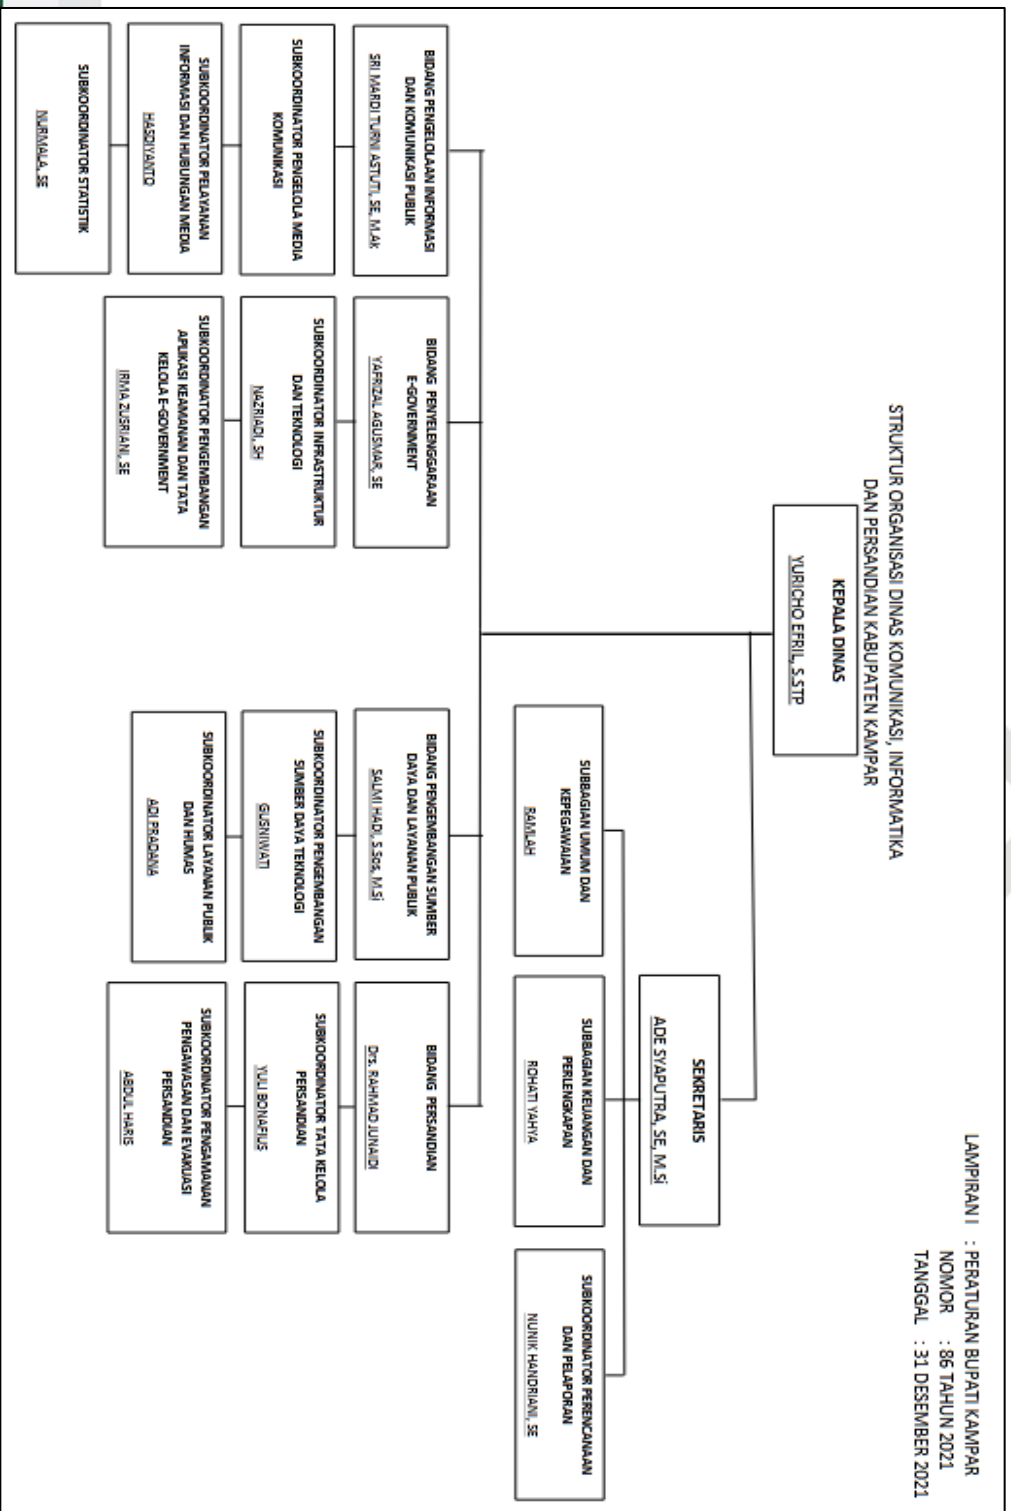 LAMPIRAN I : PERATURAN BUPATI KAMPAR
NOMOR : 86 TAHUN 2021
TANGGAL : 31 DESEMBER 2021
STRUKTUR ORGANISASI DINAS KOMUNIKASI, INFORMATIKA
DAN PERSANDIAN KABUPATEN KAMPAR
KEPALA DINAS
YURICHO EFRIL, S.STP
SEKRETARIS
ADE SYAPUTRA, SE, M.Si
SUBBAGIAN UMUM DAN
KEPEGAWAIAN
RAMLAH
SUBBAGIAN KEUANGAN DAN
PERLENGKAPAN
ROHATI YAHYA
SUBKOORDINATOR PERENCANAAN
DAN PELAPORAN
NUNIK HANDRIANI, SE
BIDANG PENGELOLAAN INFORMASI
DAN KOMUNIKASI PUBLIK
SRI MARDI TURNI ASTUTI, SE, M.Ak
SUBKOORDINATOR PENGELOLA MEDIA
KOMUNIKASI
SUBKOORDINATOR PELAYANAN
INFORMASI DAN HUBUNGAN MEDIA
HASDIYANTO
SUBKOORDINATOR STATISTIK
NURMALA, SE
BIDANG PENYELENGGARAAN
E-GOVERNMENT
YAFRIZAL AGUSMAR, SE
SUBKOORDINATOR INFRASTRUKTUR
DAN TEKNOLOGI
NAZRIADI, SH
SUBKOORDINATOR PENGEMBANGAN
APLIKASI KEAMANAN DAN TATA
KELOLA E-GOVERNMENT
IRMA ZUSRIANI, SE
BIDANG PENGEMBANGAN SUMBER
DAYA DAN LAYANAN PUBLIK
SALMI HADI, S.Sos, M.Si
SUBKOORDINATOR PENGEMBANGAN
SUMBER DAYA TEKNOLOGI
GUSNIWATI
SUBKOORDINATOR LAYANAN PUBLIK
DAN HUMAS
ADI PRADANA
BIDANG PERSANDIAN
Drs. RAHMAD JUNAIDI
SUBKOORDINATOR TATA KELOLA
PERSANDIAN
YULI BONAFIUS
SUBKOORDINATOR PENGAMANAN
PENGAWASAN DAN EVAKUASI
PERSANDIAN
ABDUL HARIS